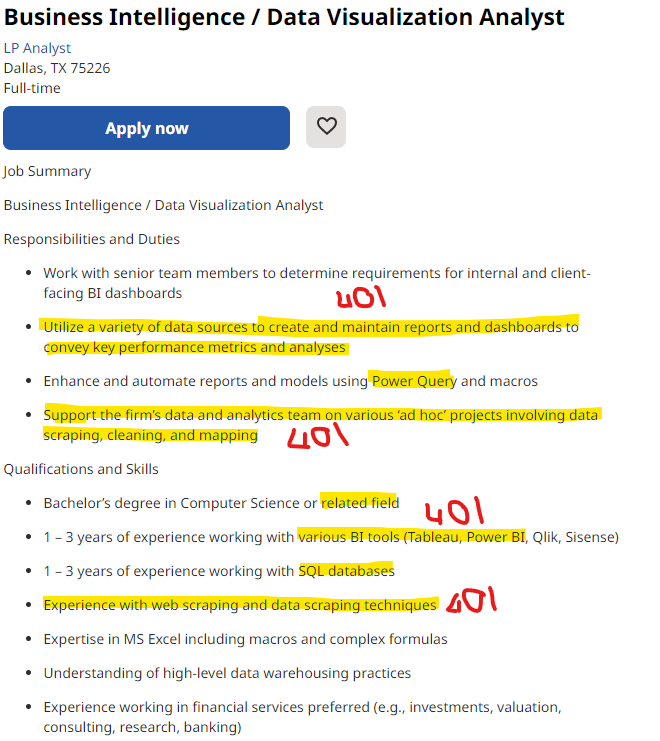 Business Intelligence / Data Visualization Analyst
LP Analyst
Dallas, TX 75226
Full-time
Apply now
Job Summary
Business Intelligence / Data Visualization Analyst
Responsibilities and Duties
• Work with senior team members to determine requirements for internal and client-
facing BI dashboards
401
• Utilize a variety of data sources to create and maintain reports and dashboards to
convey key performance metrics and analyses
• Enhance and automate reports and models using Power Query and macros
• Support the firm's data and analytics team on various ‘ad hoc’ projects involving data
scraping, cleaning, and mapping 401
Qualifications and Skills
• Bachelor's degree in Computer Science or related field
401
• 1 – 3 years of experience working with various BI tools (Tableau, Power BI, Qlik, Sisense)
• 1 – 3 years of experience working with SQL databases
• Experience with web scraping and data scraping techniques 401
• Expertise in MS Excel including macros and complex formulas
• Understanding of high-level data warehousing practices
• Experience working in financial services preferred (e.g., investments, valuation,
consulting, research, banking)